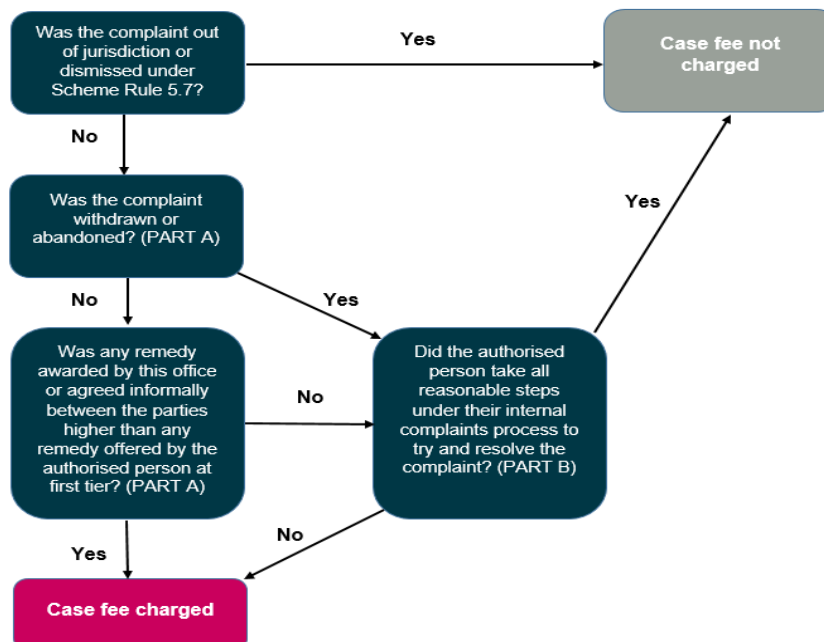 Was the complaint out
of jurisdiction or
dismissed under
Scheme Rule 5.7?
Yes
Case fee not
charged
No
Was the complaint
withdrawn or
abandoned? (PART A)
Yes
No
Yes
Was any remedy
awarded by this office
or agreed informally
between the parties
higher than any
remedy offered by the
authorised person at
first tier? (PART A)
No
Did the authorised
person take all
reasonable steps
under their internal
complaints process to
try and resolve the
complaint? (PART B)
No
Yes
Case fee charged